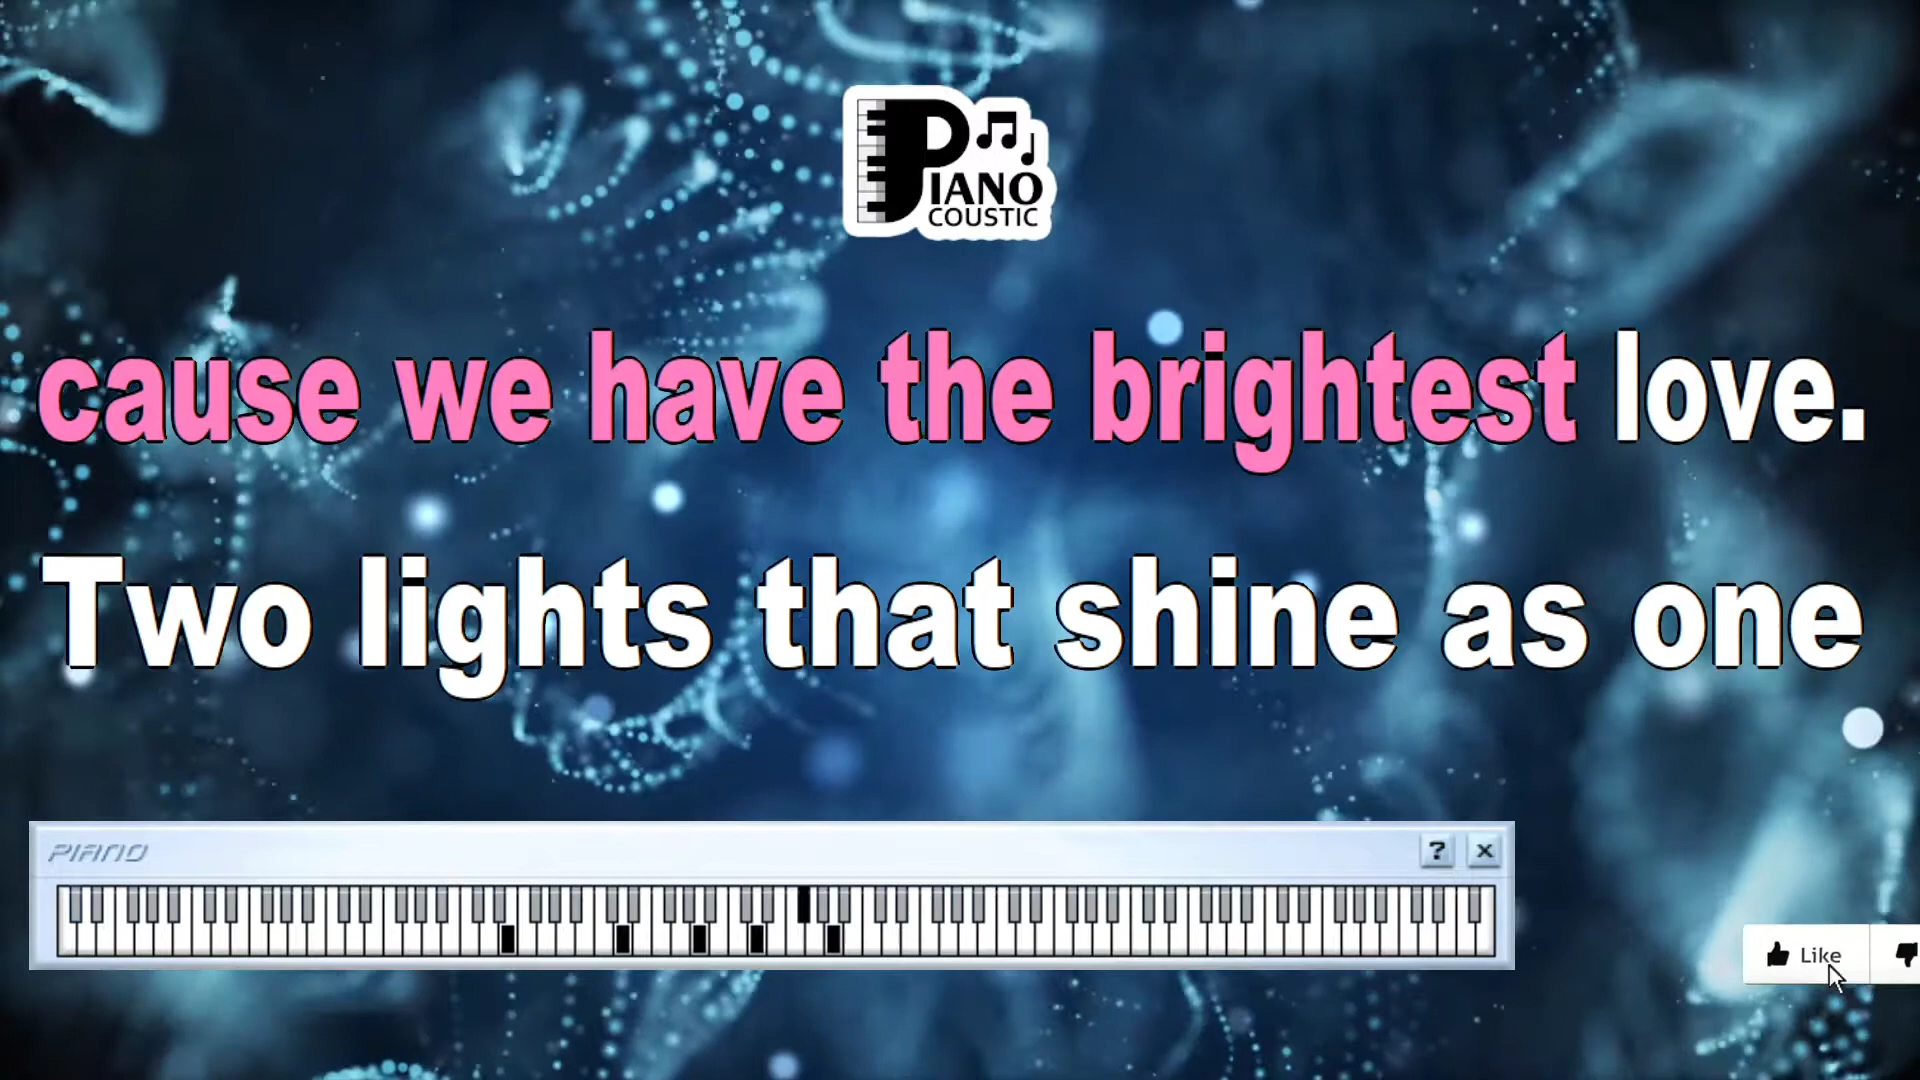 PIANO
COUSTIC
cause we have the brightest love.
Two lights that shine as one
PIANO
? X
Like